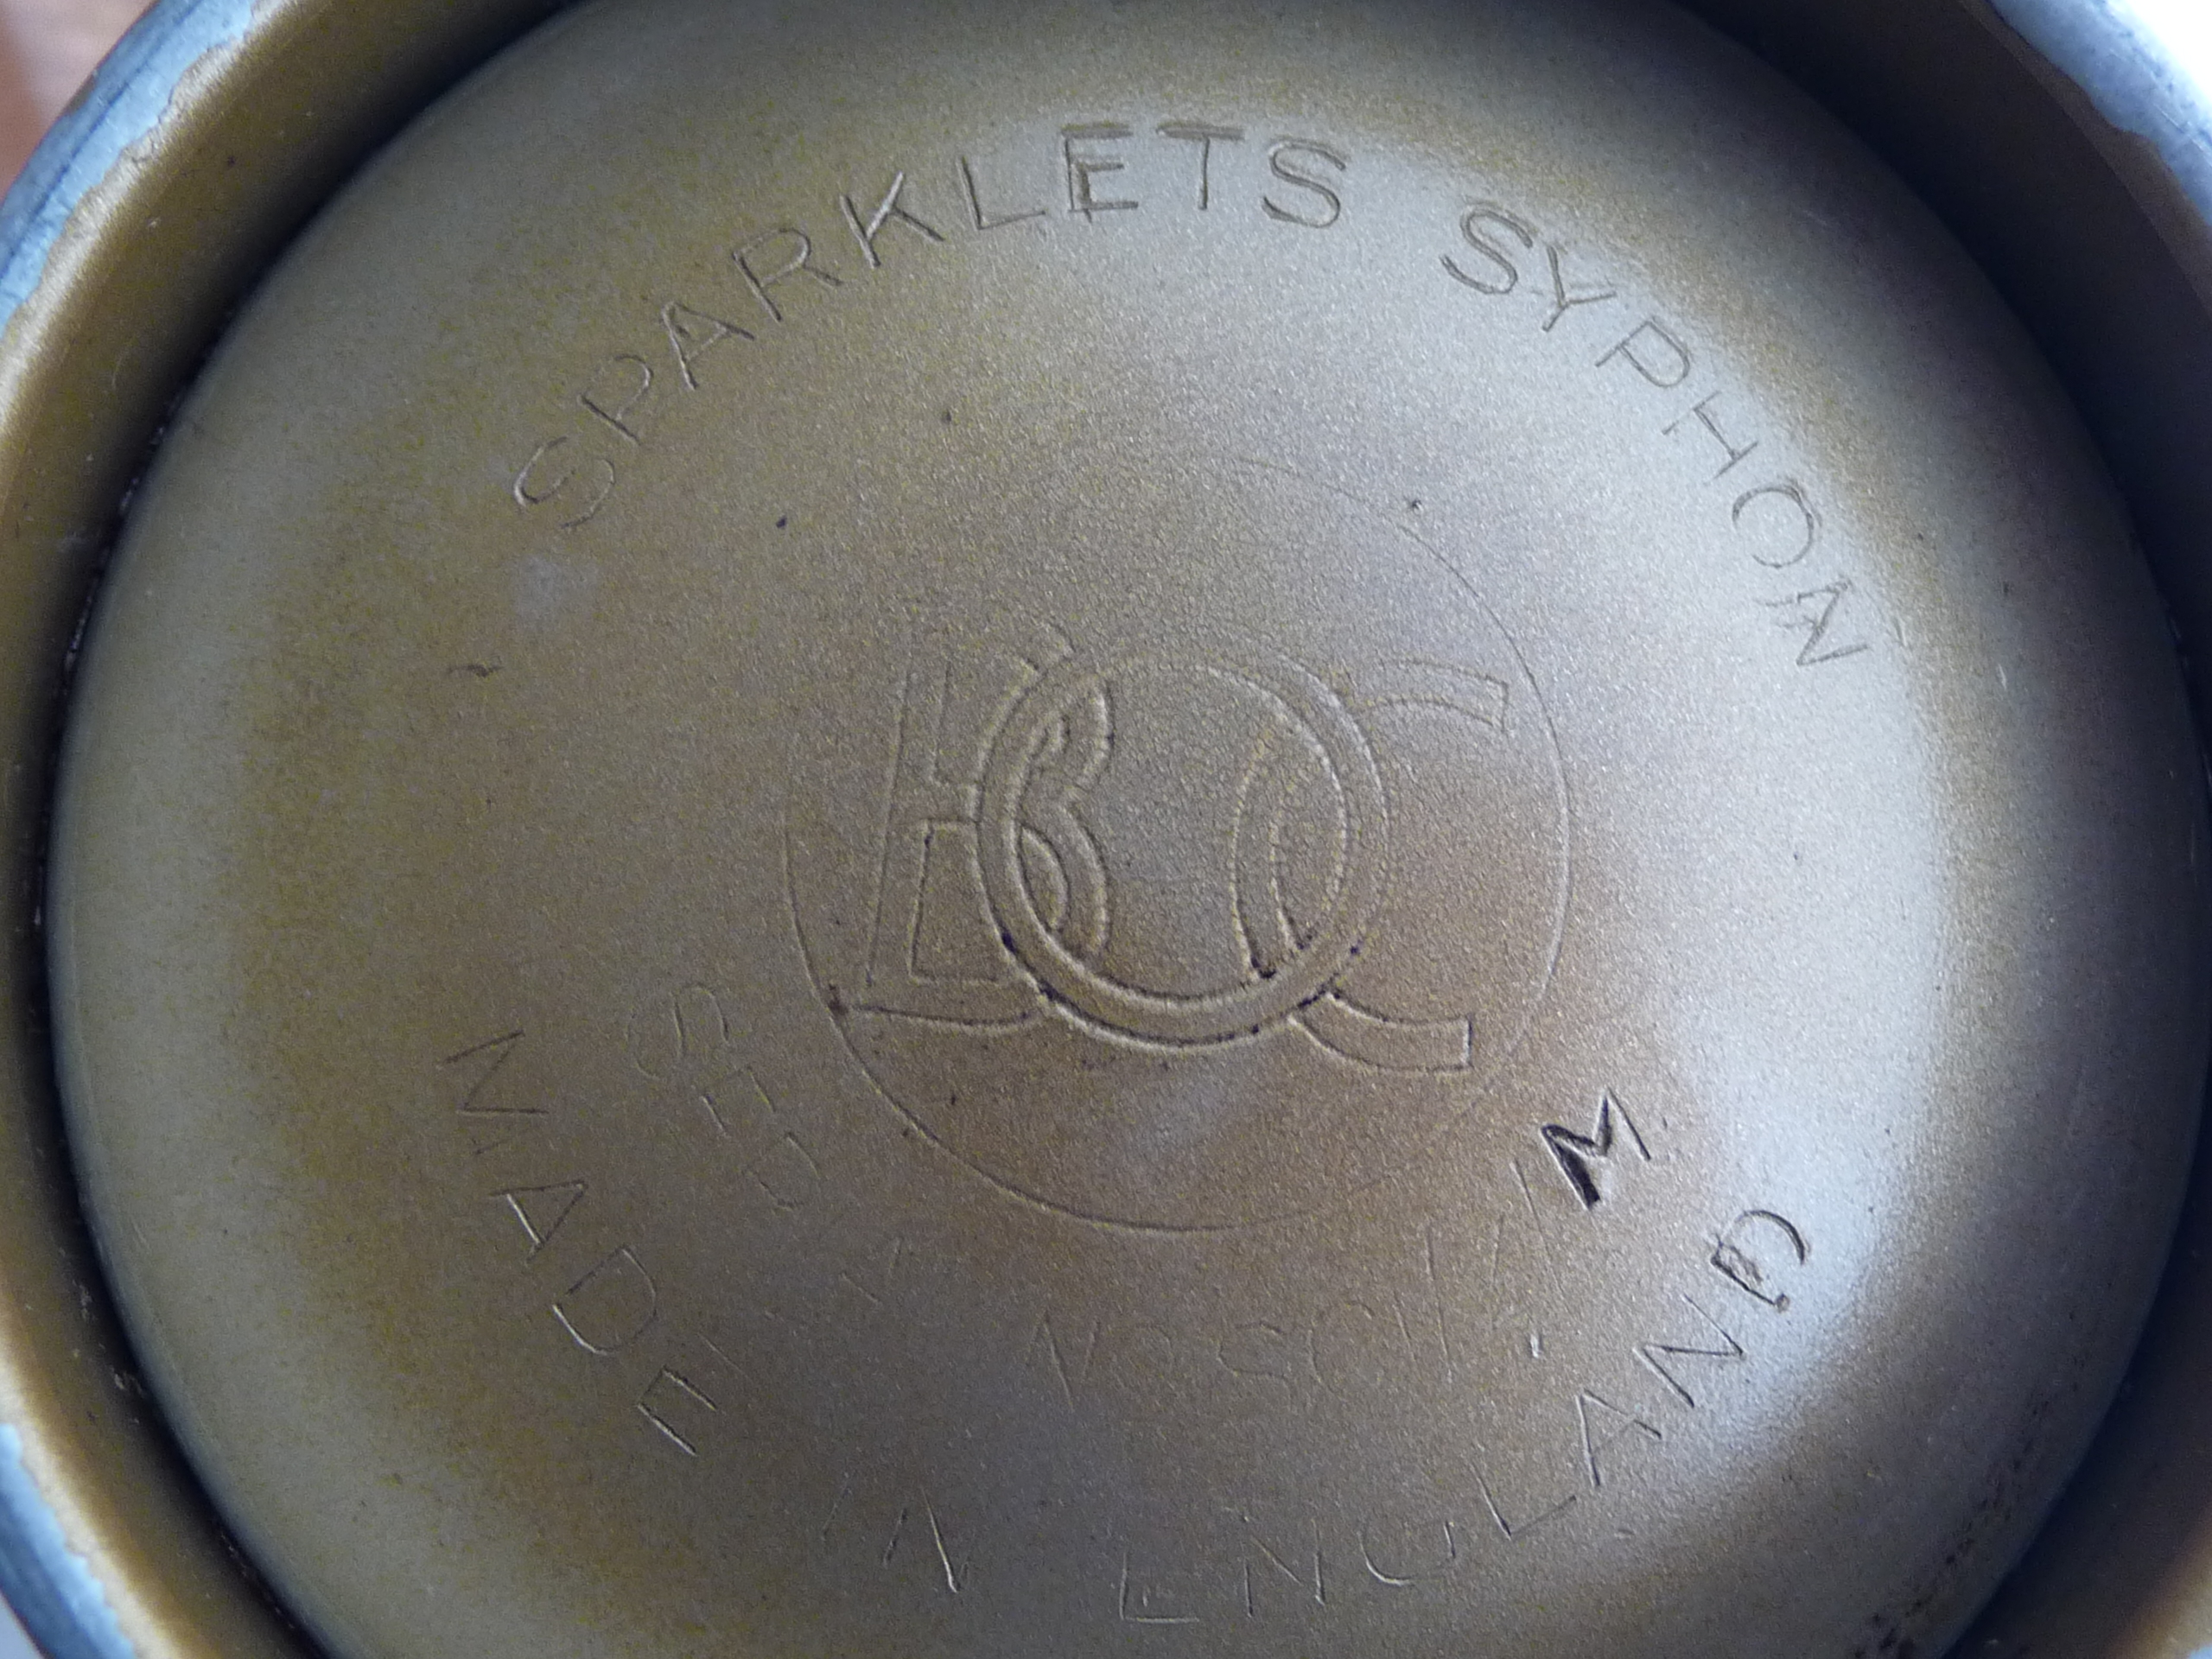 SPARKLETS SYPHON
BOC
M
MADE IN ENGLAND